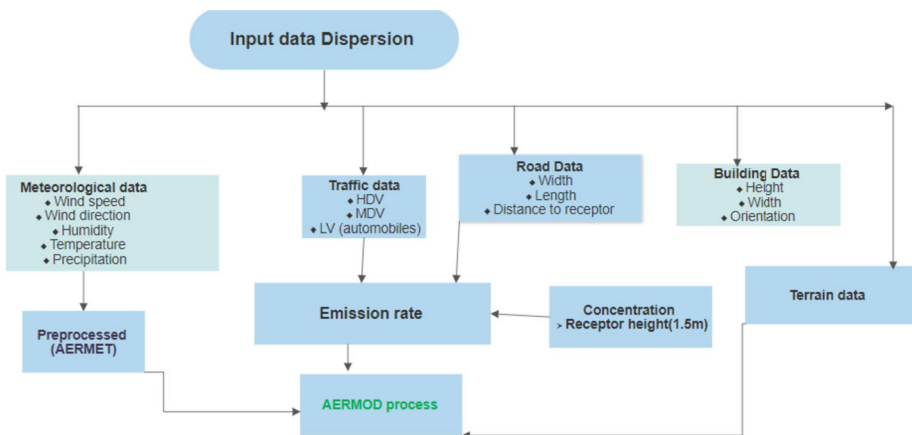 Input data Dispersion
Meteorological data
◆ Wind speed
◆ Wind direction
◆ Humidity
◆ Temperature
◆ Precipitation
Traffic data
◆ HDV
◆ MDV
◆ LV (automobiles)
Road Data
◆ Width
◆ Length
◆ Distance to receptor
Building Data
◆ Height
◆ Width
◆ Orientation
Emission rate
Concentration
➢ Receptor height(1.5m)
Terrain data
Preprocessed
(AERMET)
AERMOD process